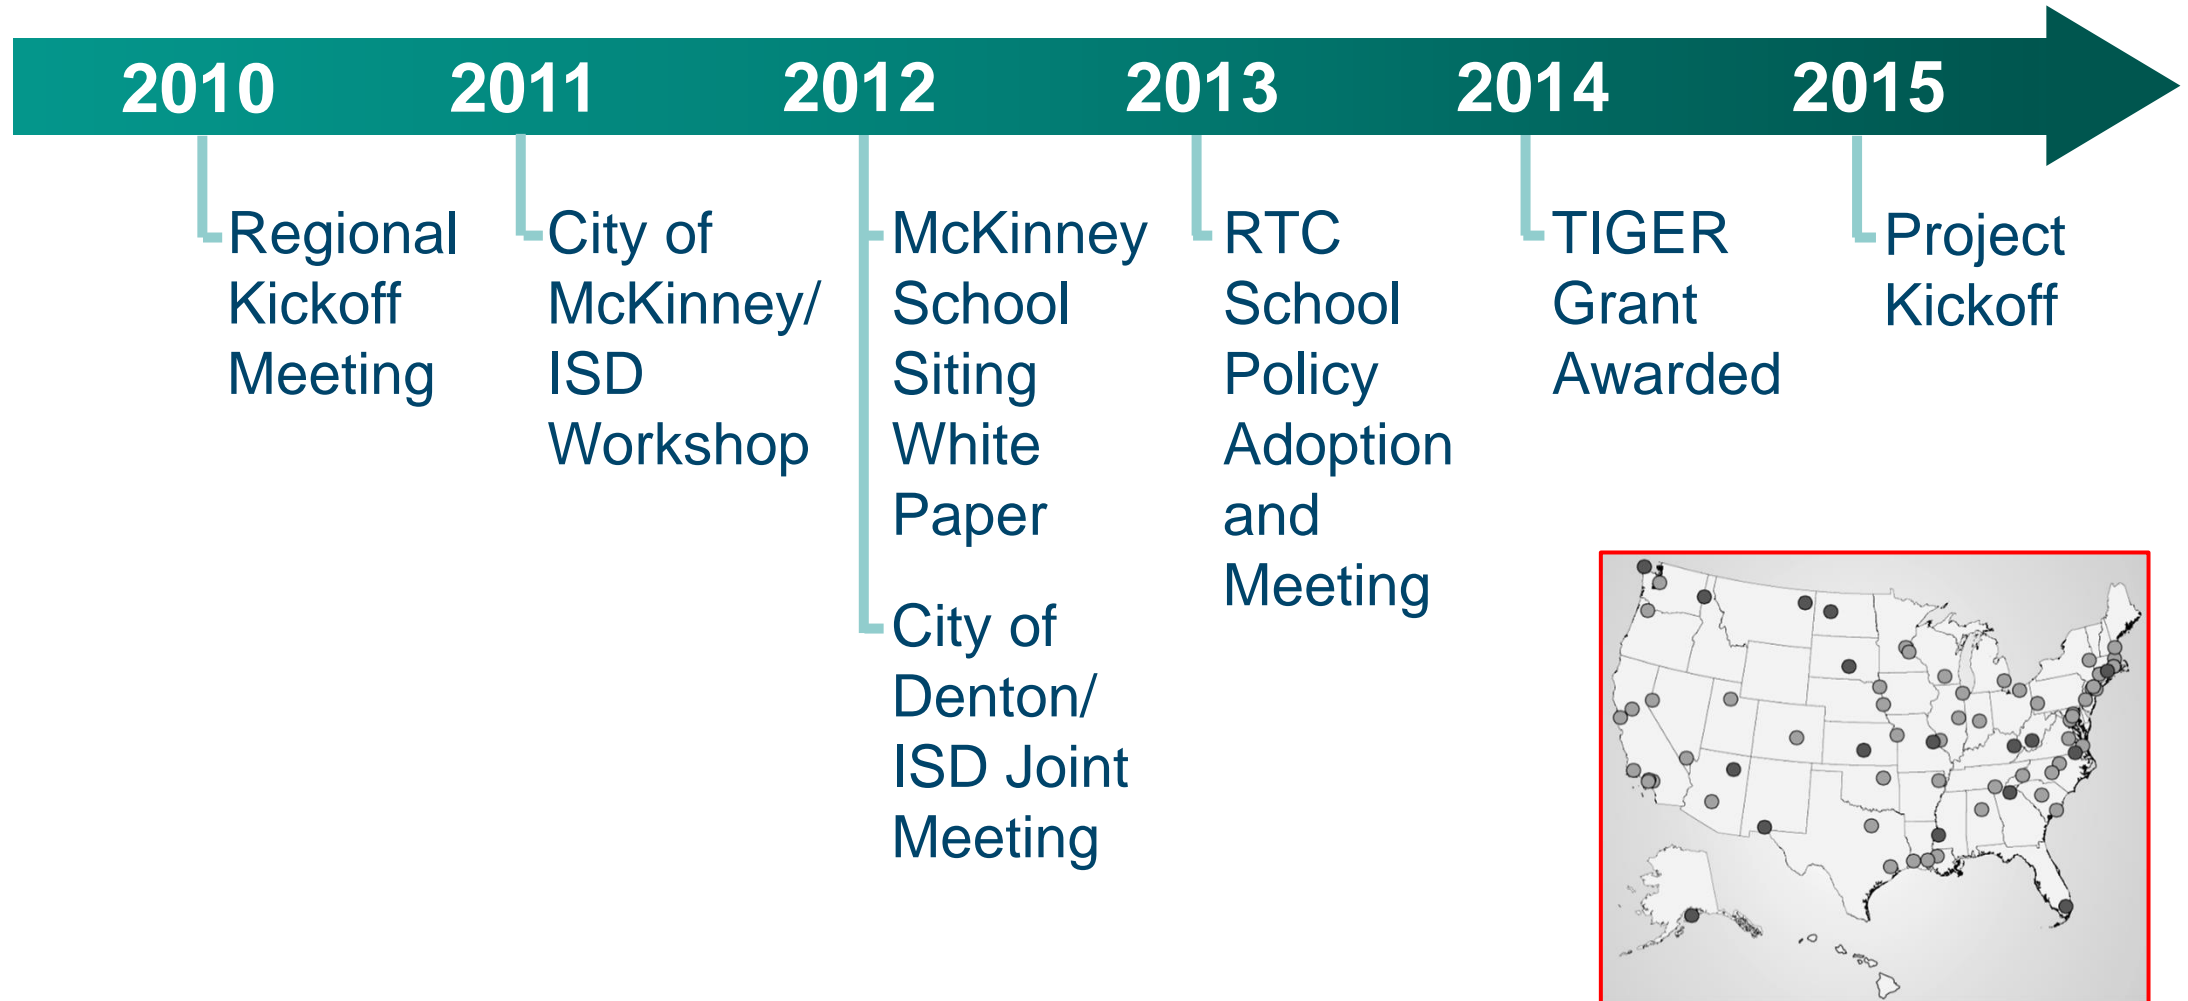 2010 2011 2012 2013 2014 2015
Regional
Kickoff
Meeting
City of
McKinney/
ISD
Workshop
McKinney
School
Siting
White
Paper
City of
Denton/
ISD Joint
Meeting
RTC
School
Policy
Adoption
and
Meeting
TIGER
Grant
Awarded
Project
Kickoff